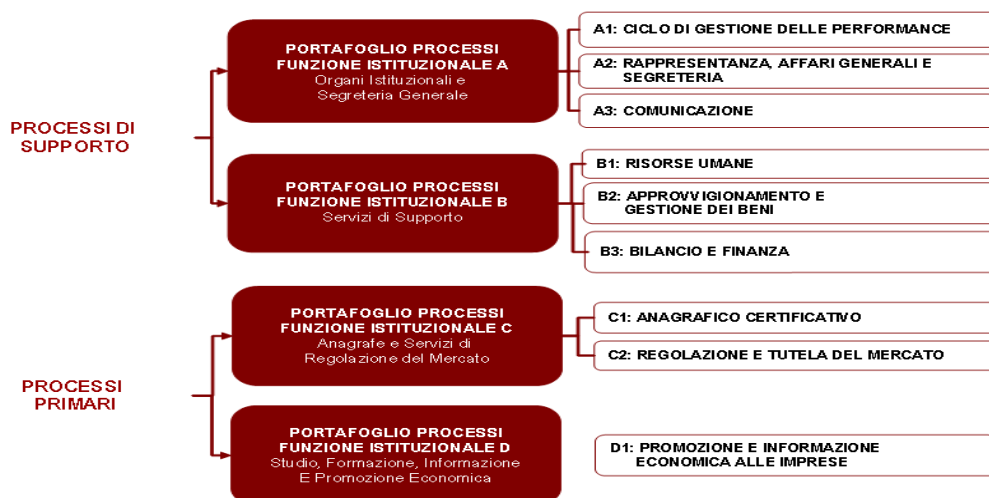 PROCESSI DI
SUPPORTO
PORTAFOGLIO PROCESSI
FUNZIONE ISTITUZIONALE A
Organi Istituzionali e
Segreteria Generale
A1: CICLO DI GESTIONE DELLE PERFORMANCE
A2: RAPPRESENTANZA, AFFARI GENERALI E
SEGRETERIA
A3: COMUNICAZIONE
PORTAFOGLIO PROCESSI
FUNZIONE ISTITUZIONALE B
Servizi di Supporto
B1: RISORSE UMANE
B2: APPROVVIGIONAMENTO E
GESTIONE DEI BENI
B3: BILANCIO E FINANZA
PROCESSI
PRIMARI
PORTAFOGLIO PROCESSI
FUNZIONE ISTITUZIONALE C
Anagrafe e Servizi di
Regolazione del Mercato
C1: ANAGRAFICO CERTIFICATIVO
C2: REGOLAZIONE E TUTELA DEL MERCATO
PORTAFOGLIO PROCESSI
FUNZIONE ISTITUZIONALE D
Studio, Formazione, Informazione
E Promozione Economica
D1: PROMOZIONE E INFORMAZIONE
ECONOMICA ALLE IMPRESE